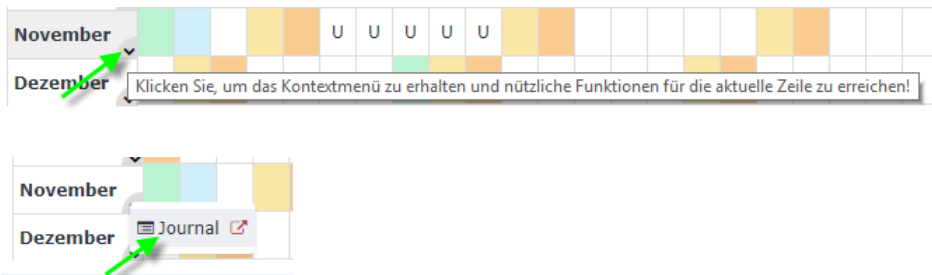 November U U U U U
Dezember
Klicken Sie, um das Kontextmenü zu erhalten und nützliche Funktionen für die aktuelle Zeile zu erreichen!
November
Journal
Dezember